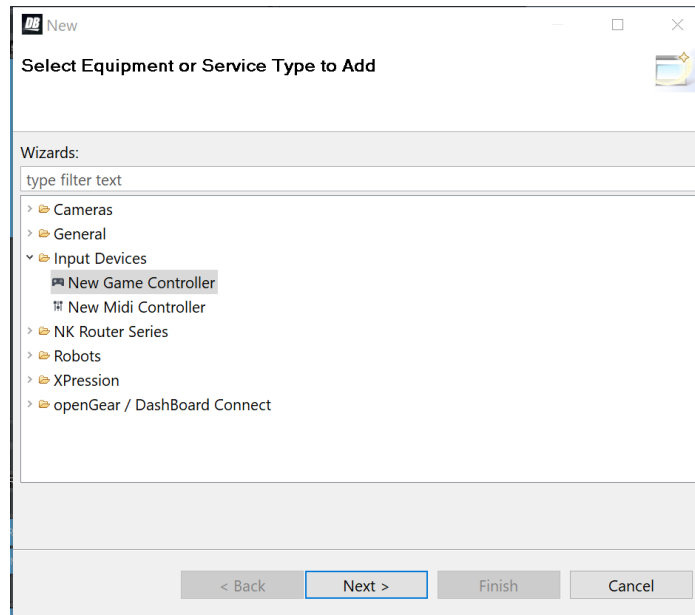 DB New
Select Equipment or Service Type to Add
Wizards:
type filter text
Cameras
General
Input Devices
New Game Controller
New Midi Controller
NK Router Series
Robots
XPression
openGear / DashBoard Connect
< Back Next > Finish Cancel